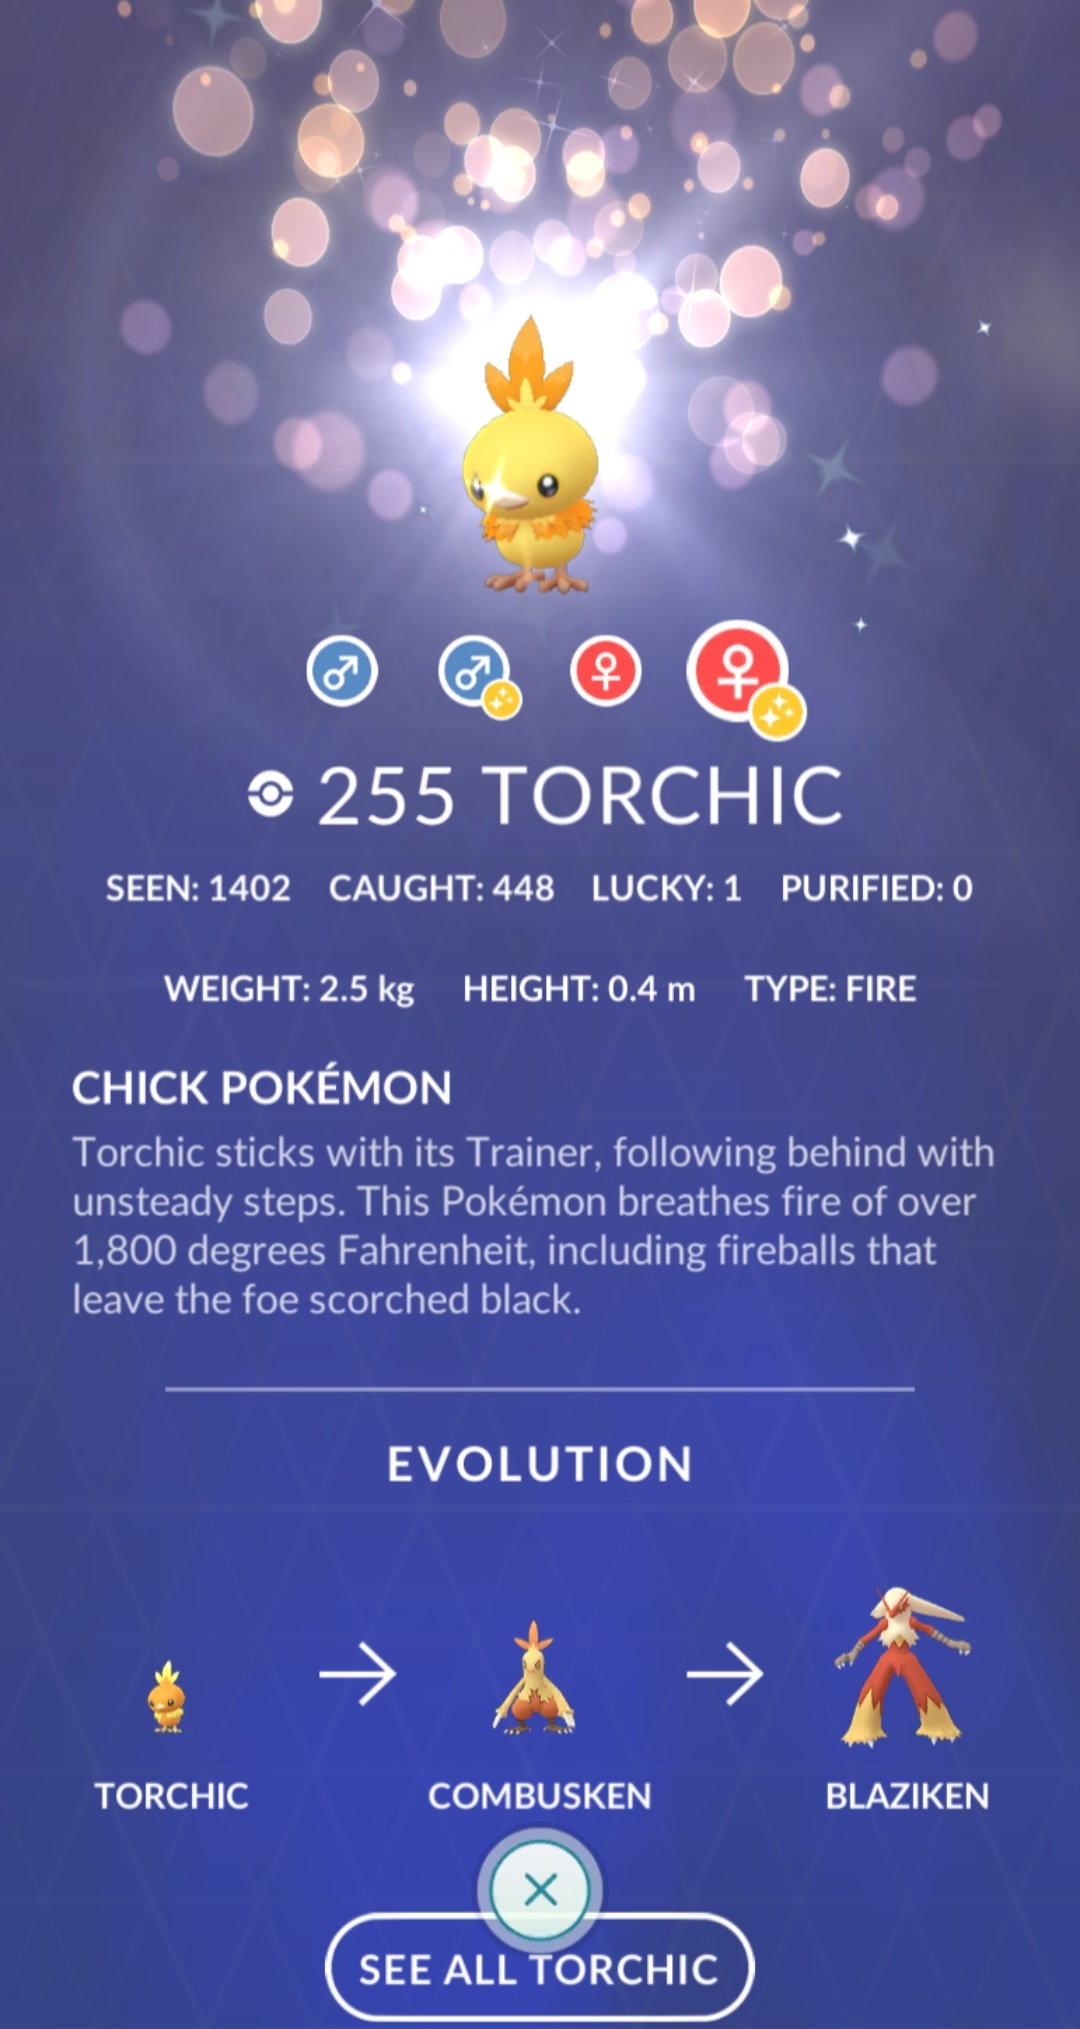 255 TORCHIC
SEEN: 1402 CAUGHT: 448 LUCKY: 1 PURIFIED: 0
WEIGHT: 2.5 kg HEIGHT: 0.4 m TYPE: FIRE
CHICK POKÉMON
Torchic sticks with its Trainer, following behind with
unsteady steps. This Pokémon breathes fire of over
1,800 degrees Fahrenheit, including fireballs that
leave the foe scorched black.
EVOLUTION
TORCHIC COMBUSKEN BLAZIKEN
SEE ALL TORCHIC